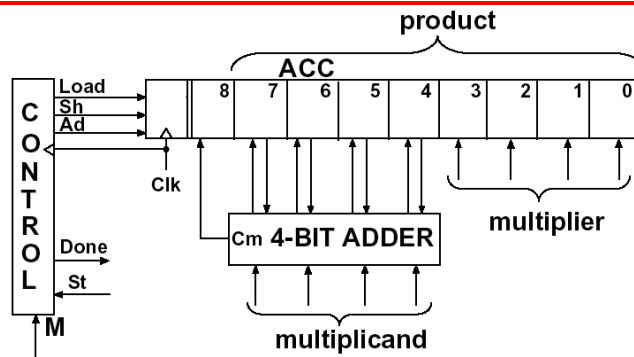 product
ACC
8 7 6 5 4 3 2 1 0
Load
Sh
Ad
CONTROL
Clk
multiplier
Cm 4-BIT ADDER
Done
St
M
multiplicand